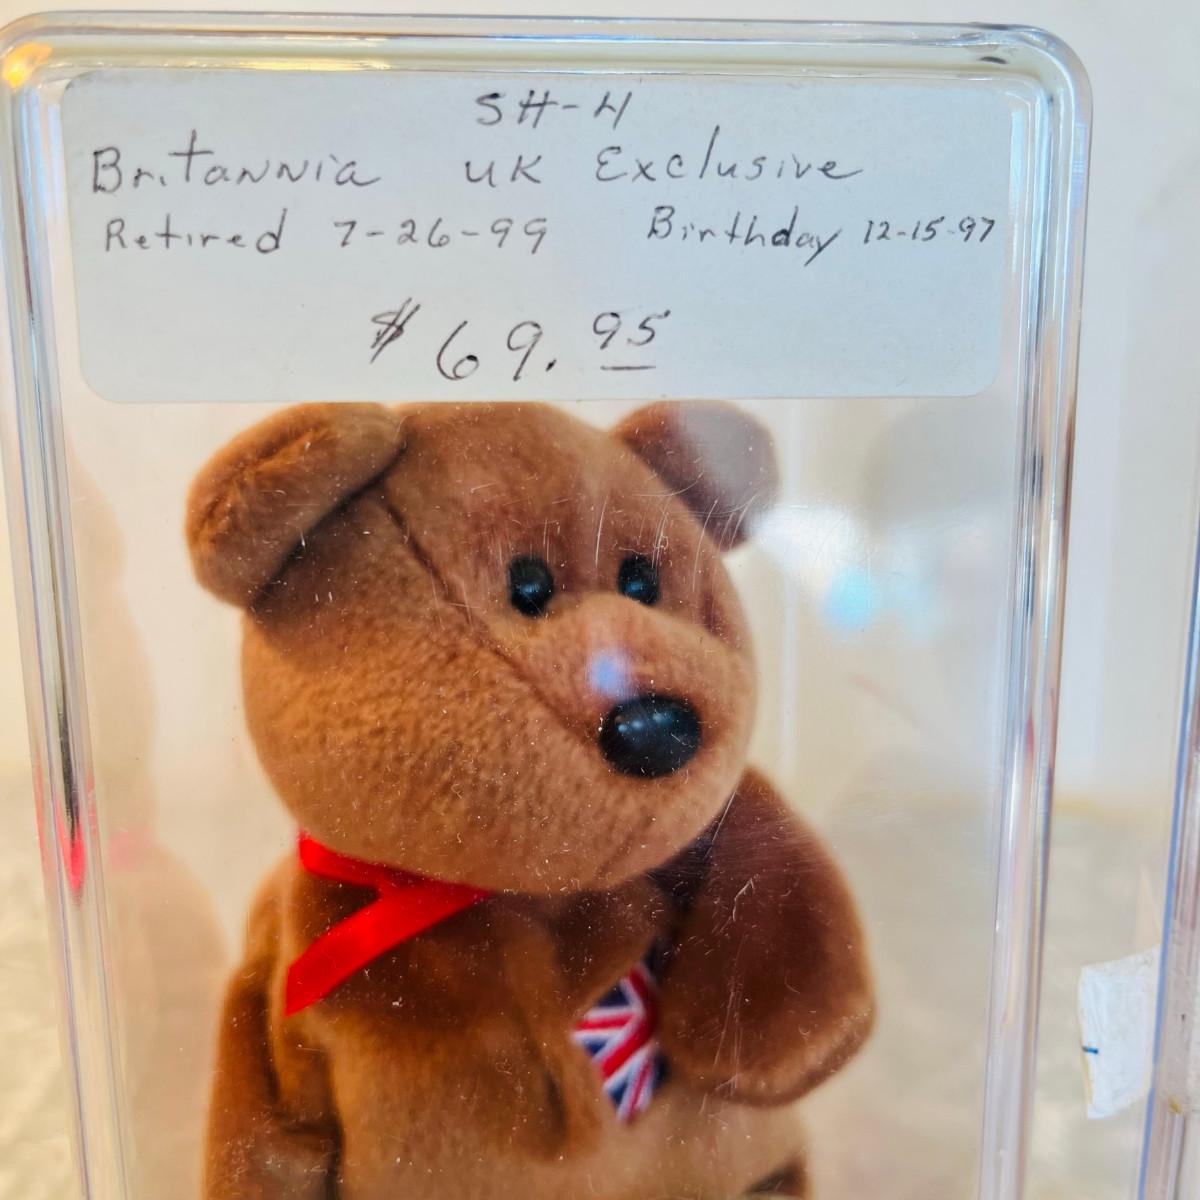 SH-H
Britannia UK Exclusive
Retired 7-26-99 Birthday 12-15-97
$69.95